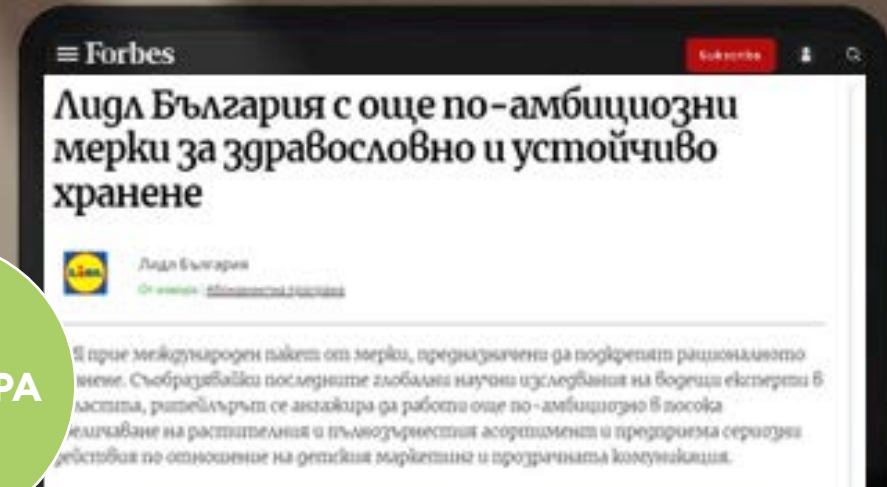 Forbes
Subscribe
Лидл България с още по-амбициозни
мерки за здравословно и устойчиво
хранене
LIDL
Лидл България
От извора |
РА
прие международен пакет от мерки, предназначени да подкрепят рационалното
хранене. Съобразявайки последните глобални научни изследвания на водещи експерти в
областта, ритейлърът се ангажира да работи още по-амбициозно в посока
увеличаване на растителния и пълнозърнестия асортимент и предприема сериозни
действия по отношение на детския маркетинг и прозрачната комуникация.